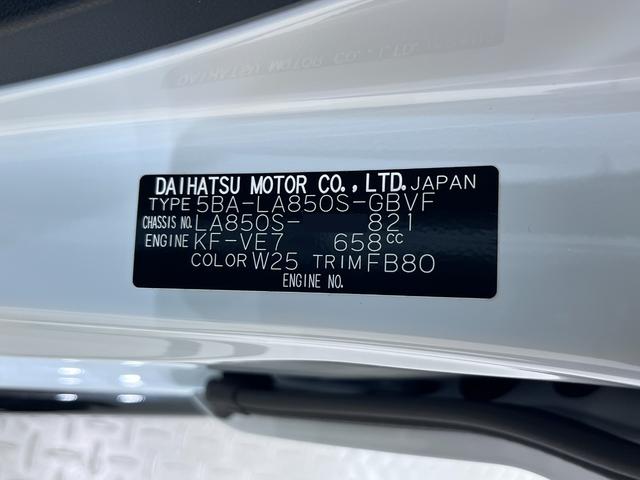 DAIHATSU MOTOR CO., LTD. JAPAN
TYPE 5BA-LA850S-GBVF
CHASSIS NO. LA850S- 821
ENGINE KF-VE7 658cc
COLOR W25 TRIM FB80
ENGINE NO.